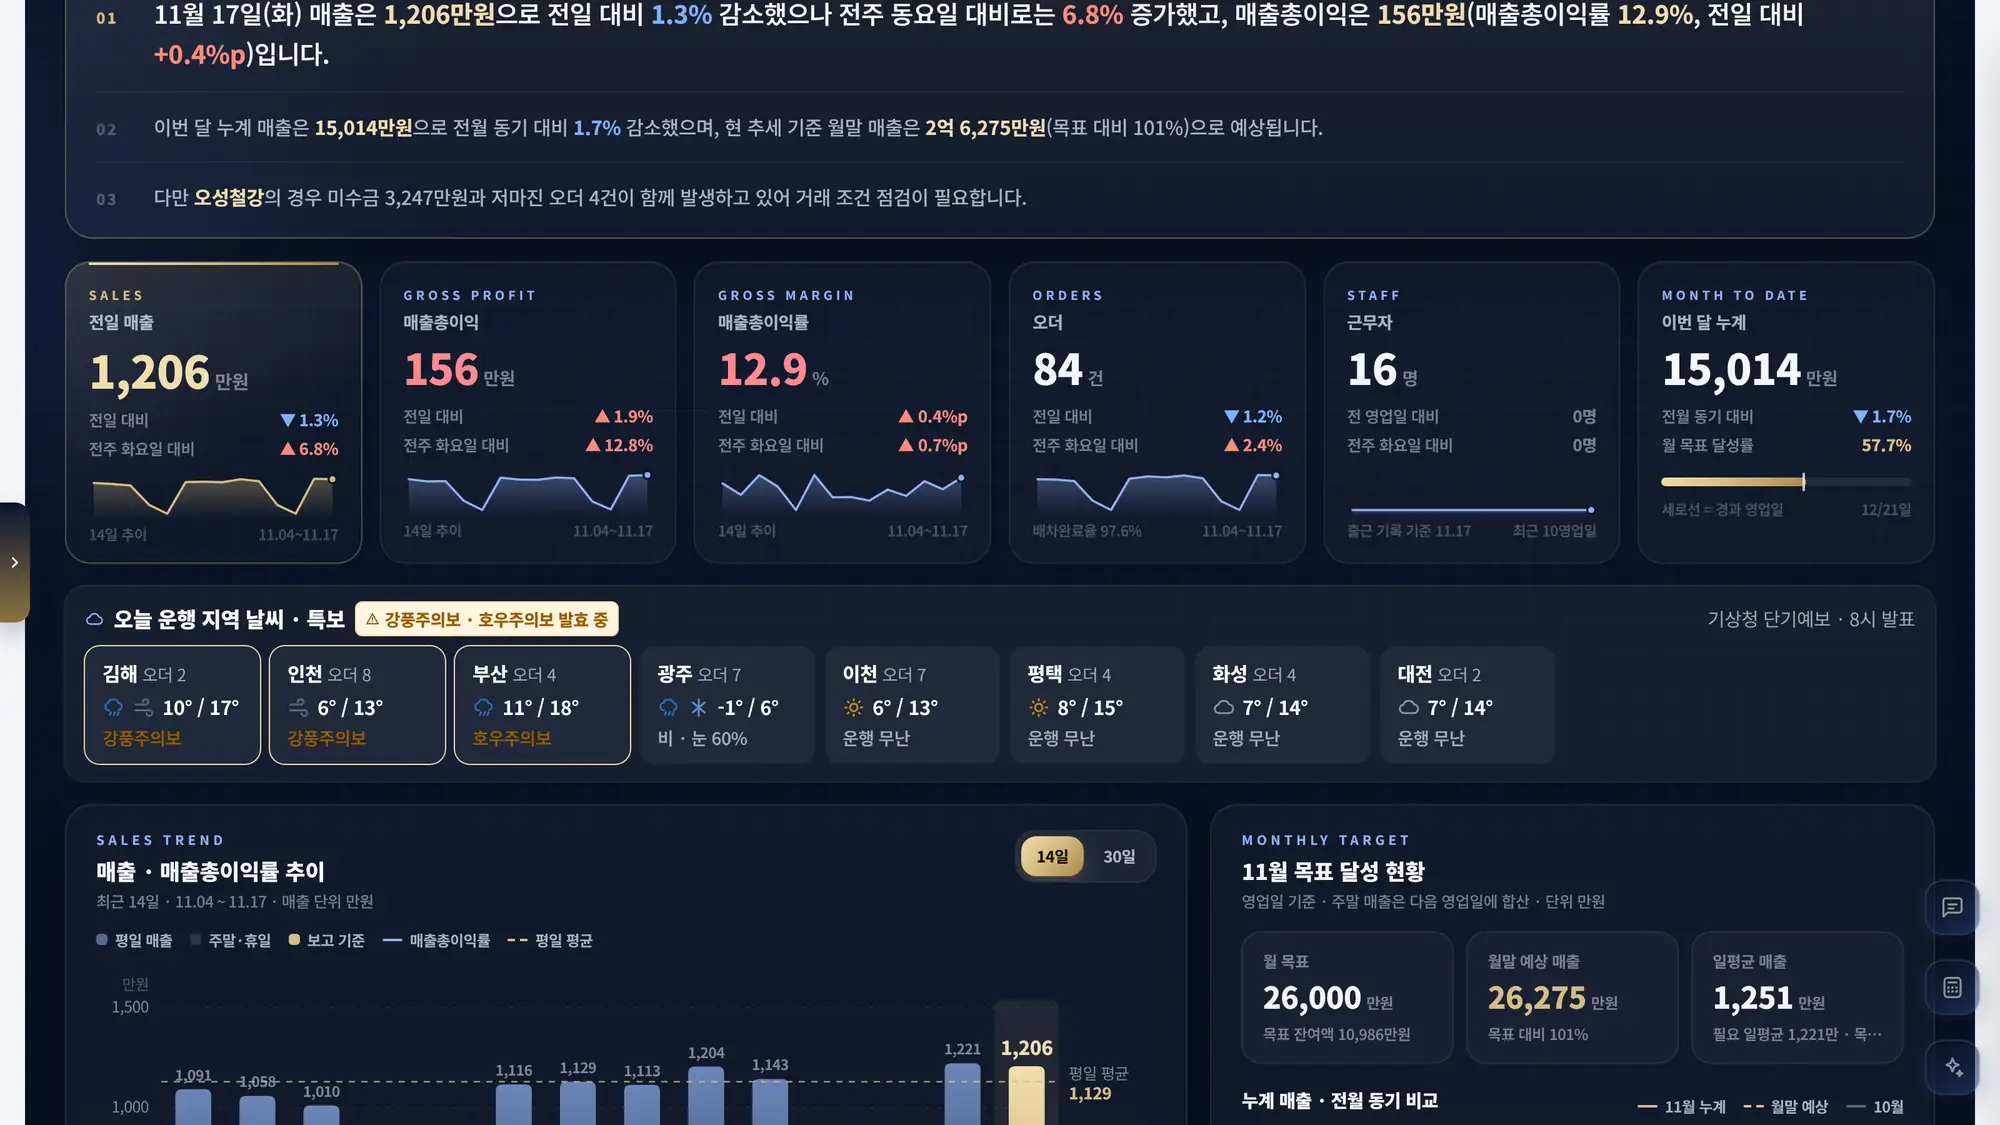 01 11월 17일(화) 매출은 1,206만원으로 전일 대비 1.3% 감소했으나 전주 동요일 대비로는 6.8% 증가했고, 매출총이익은 156만원(매출총이익률 12.9%, 전일 대비
+0.4%p)입니다.
02 이번 달 누계 매출은 15,014만원으로 전월 동기 대비 1.7% 감소했으며, 현 추세 기준 월말 매출은 2억 6,275만원(목표 대비 101%)으로 예상됩니다.
03 다만 오성철강의 경우 미수금 3,247만원과 저마진 오더 4건이 함께 발생하고 있어 거래 조건 점검이 필요합니다.
SALES
전일 매출
1,206 만원
전일 대비 ▼1.3%
전주 화요일 대비 ▲6.8%
14일 추이 11.04~11.17
GROSS PROFIT
매출총이익
156 만원
전일 대비 ▲1.9%
전주 화요일 대비 ▲12.8%
14일 추이 11.04~11.17
GROSS MARGIN
매출총이익률
12.9 %
전일 대비 ▲0.4%p
전주 화요일 대비 ▲0.7%p
14일 추이 11.04~11.17
ORDERS
오더
84 건
전일 대비 ▼1.2%
전주 화요일 대비 ▲2.4%
배차완료율 97.6% 11.04~11.17
STAFF
근무자
16 명
전 영업일 대비 0명
전주 화요일 대비 0명
출근 기록 기준 11.17 최근 10영업일
MONTH TO DATE
이번 달 누계
15,014 만원
전월 동기 대비 ▼1.7%
월 목표 달성률 57.7%
세로선 = 경과 영업일 12/21일
오늘 운행 지역 날씨 · 특보 ⚠ 강풍주의보 · 호우주의보 발효 중 기상청 단기예보 · 8시 발표
김해 오더 2
10° / 17°
강풍주의보
인천 오더 8
6° / 13°
강풍주의보
부산 오더 4
11° / 18°
호우주의보
광주 오더 7
-1° / 6°
비 · 눈 60%
이천 오더 7
6° / 13°
운행 무난
평택 오더 4
8° / 15°
운행 무난
화성 오더 4
7° / 14°
운행 무난
대전 오더 2
7° / 14°
운행 무난
SALES TREND
매출 · 매출총이익률 추이
최근 14일 · 11.04 ~ 11.17 · 매출 단위 만원
14일 30일
평일 매출 주말·휴일 보고 기준 매출총이익률 평일 평균
만원
1,500
1,000
1,091 1,058 1,010 1,116 1,129 1,113 1,204 1,143 1,221 1,206
평일 평균
1,129
MONTHLY TARGET
11월 목표 달성 현황
영업일 기준 · 주말 매출은 다음 영업일에 합산 · 단위 만원
월 목표
26,000 만원
목표 잔여액 10,986만원
월말 예상 매출
26,275 만원
목표 대비 101%
일평균 매출
1,251 만원
필요 일평균 1,221만 · 목…
누계 매출 · 전월 동기 비교
11월 누계 월말 예상 10월